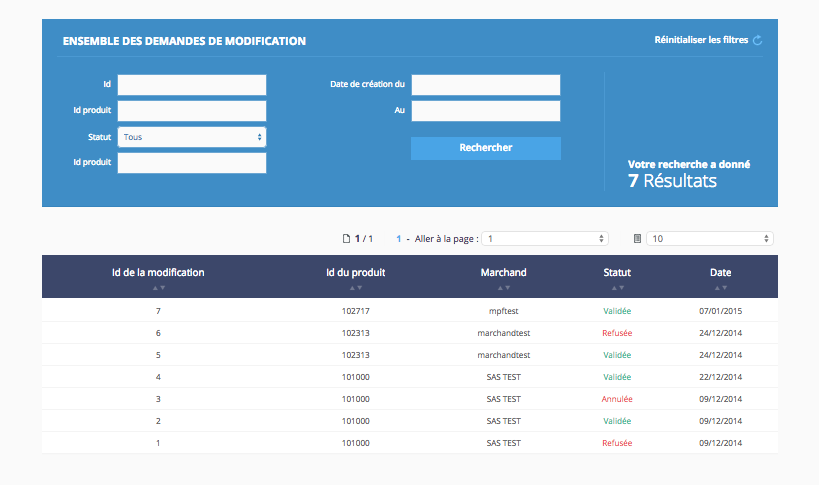 ENSEMBLE DES DEMANDES DE MODIFICATION
Réinitialiser les filtres
Id
Date de création du
Id produit
Au
Statut Tous
Rechercher
Id produit
Votre recherche a donné
7 Résultats
1 / 1 1 - Aller à la page : 1 10
Id de la modification Id du produit Marchand Statut Date
7 102717 mpftest Validée 07/01/2015
6 102313 marchandtest Refusée 24/12/2014
5 102313 marchandtest Validée 24/12/2014
4 101000 SAS TEST Validée 22/12/2014
3 101000 SAS TEST Annulée 09/12/2014
2 101000 SAS TEST Validée 09/12/2014
1 101000 SAS TEST Refusée 09/12/2014